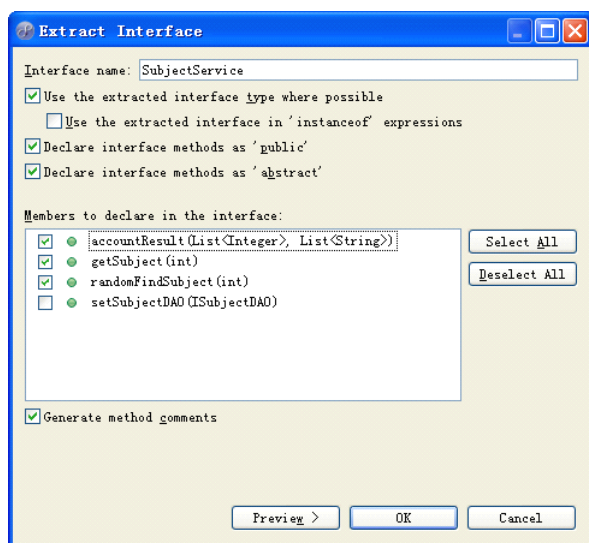 Extract Interface
Interface name: SubjectService
Use the extracted interface type where possible
Use the extracted interface in 'instanceof' expressions
Declare interface methods as 'public'
Declare interface methods as 'abstract'
Members to declare in the interface:
accountResult(List<Integer>, List<String>)
getSubject(int)
randomFindSubject(int)
setSubjectDAO(ISubjectDAO)
Select All
Deselect All
Generate method comments
Preview >
OK
Cancel